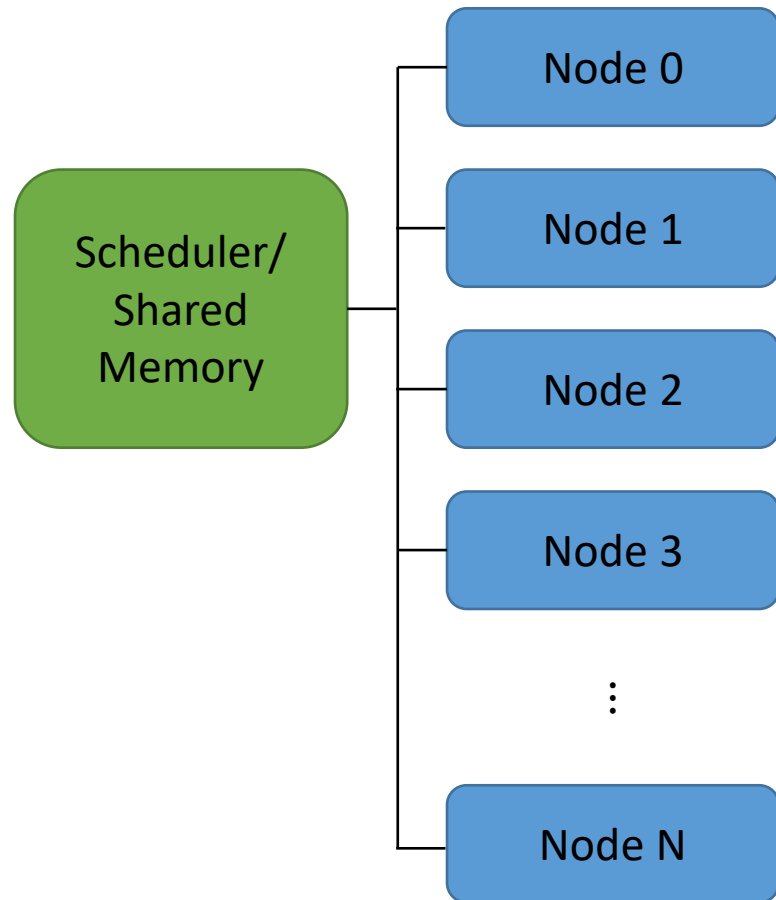 Node 0
Scheduler/
Shared
Memory
Node 1
Node 2
Node 3
⋮
Node N